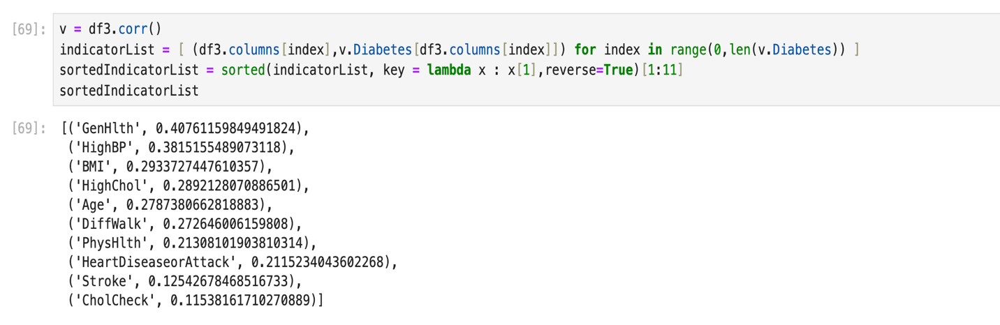 [69]: v = df3.corr()
indicatorList = [ (df3.columns[index],v.Diabetes[df3.columns[index]]) for index in range(0,len(v.Diabetes)) ]
sortedIndicatorList = sorted(indicatorList, key = lambda x : x[1],reverse=True)[1:11]
sortedIndicatorList
[69]: [('GenHlth', 0.40761159849491824),
('HighBP', 0.3815155489073118),
('BMI', 0.2933727447610357),
('HighChol', 0.2892128070886501),
('Age', 0.2787380662818883),
('DiffWalk', 0.272646006159808),
('PhysHlth', 0.21308101903810314),
('HeartDiseaseorAttack', 0.2115234043602268),
('Stroke', 0.12542678468516733),
('CholCheck', 0.11538161710270889)]